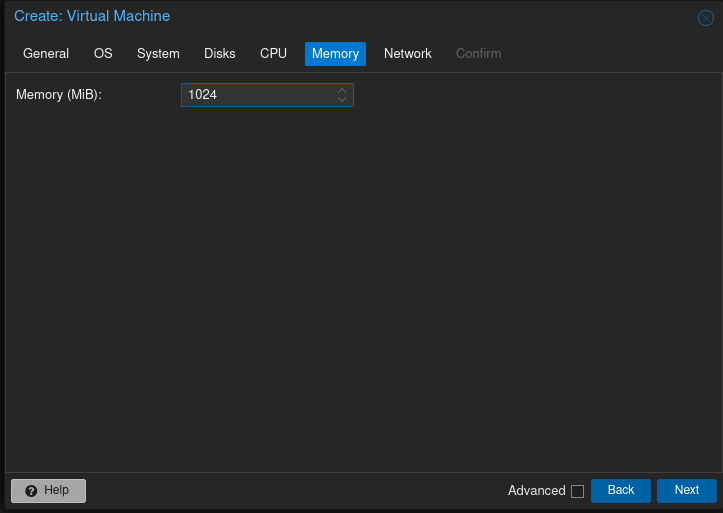 Create: Virtual Machine
General OS System Disks CPU Memory Network Confirm
Memory (MiB): 1024
Help Advanced Back Next